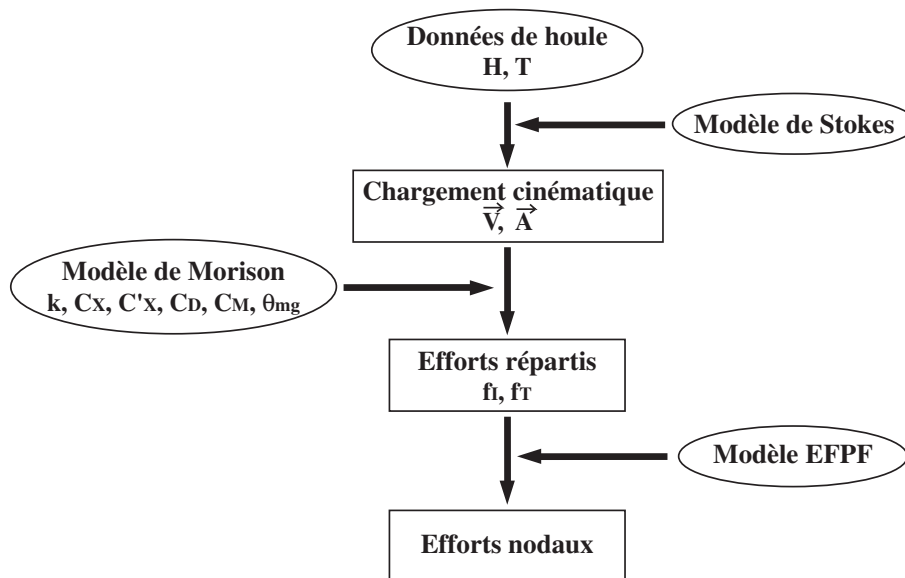 Données de houle
H, T
Modèle de Stokes
Chargement cinématique
V, A
Modèle de Morison
k, CX, C'X, CD, CM, θmg
Efforts répartis
fI, fT
Modèle EFPF
Efforts nodaux